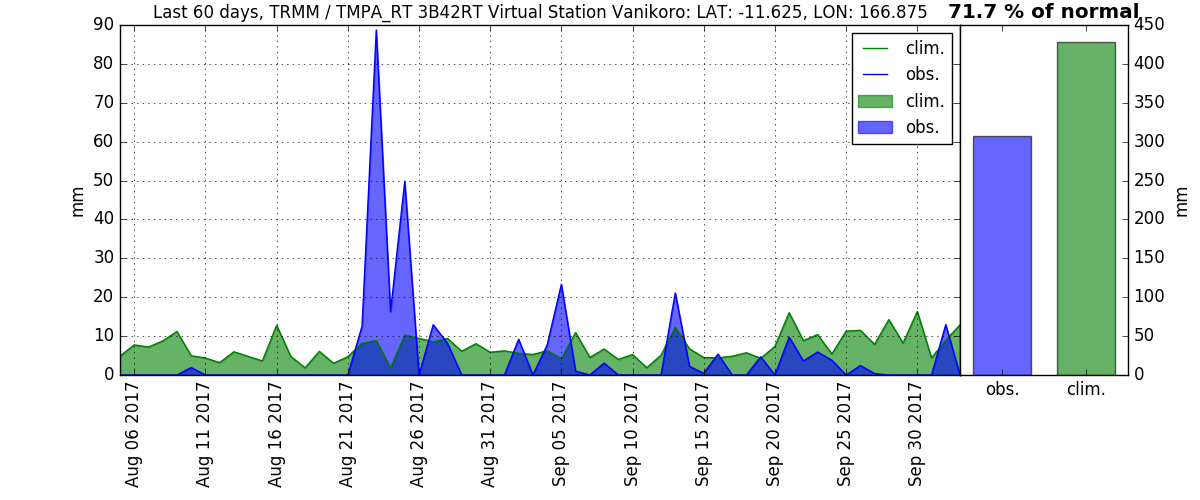 Last 60 days, TRMM / TMPA_RT 3B42RT Virtual Station Vanikoro: LAT: -11.625, LON: 166.875
71.7 % of normal
90
80
70
60
50
40
30
20
10
0
mm
clim.
obs.
clim.
obs.
Aug 06 2017
Aug 11 2017
Aug 16 2017
Aug 21 2017
Aug 26 2017
Aug 31 2017
Sep 05 2017
Sep 10 2017
Sep 15 2017
Sep 20 2017
Sep 25 2017
Sep 30 2017
450
400
350
300
250
200
150
100
50
0
mm
obs.
clim.